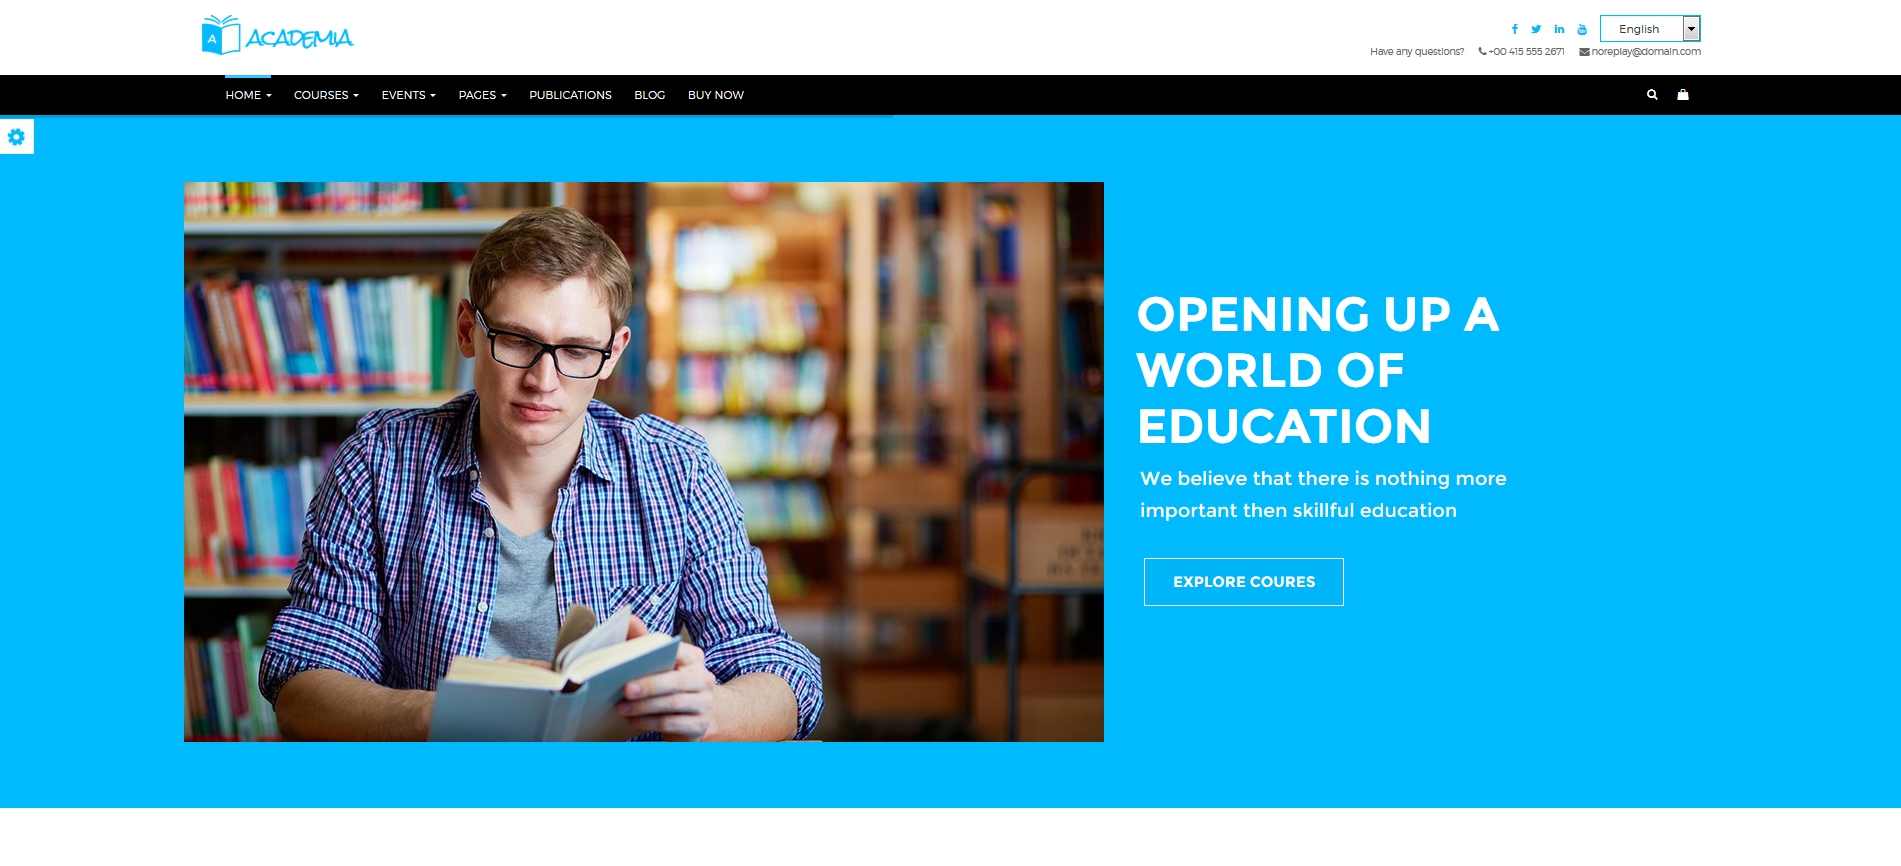 A ACADEMIA
English
Have any questions? +00 415 555 2671 noreplay@domain.com
HOME COURSES EVENTS PAGES PUBLICATIONS BLOG BUY NOW
OPENING UP A
WORLD OF
EDUCATION
We believe that there is nothing more
important then skillful education
EXPLORE COURES